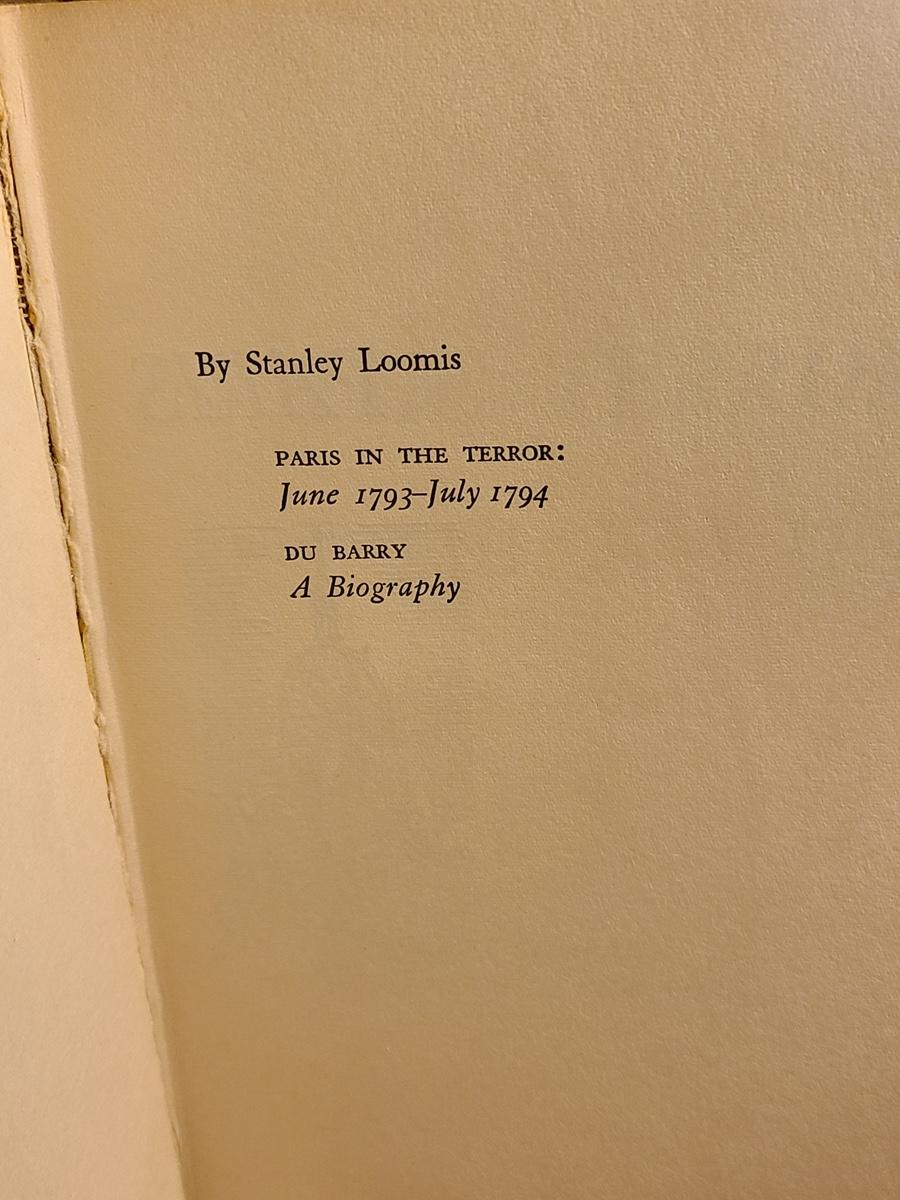 By Stanley Loomis
PARIS IN THE TERROR:
June 1793–July 1794
DU BARRY
A Biography